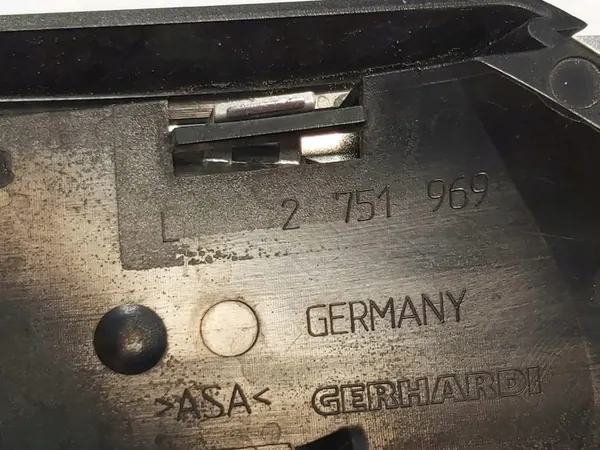 L 2 751 969
GERMANY
>ASA< GERHARDI